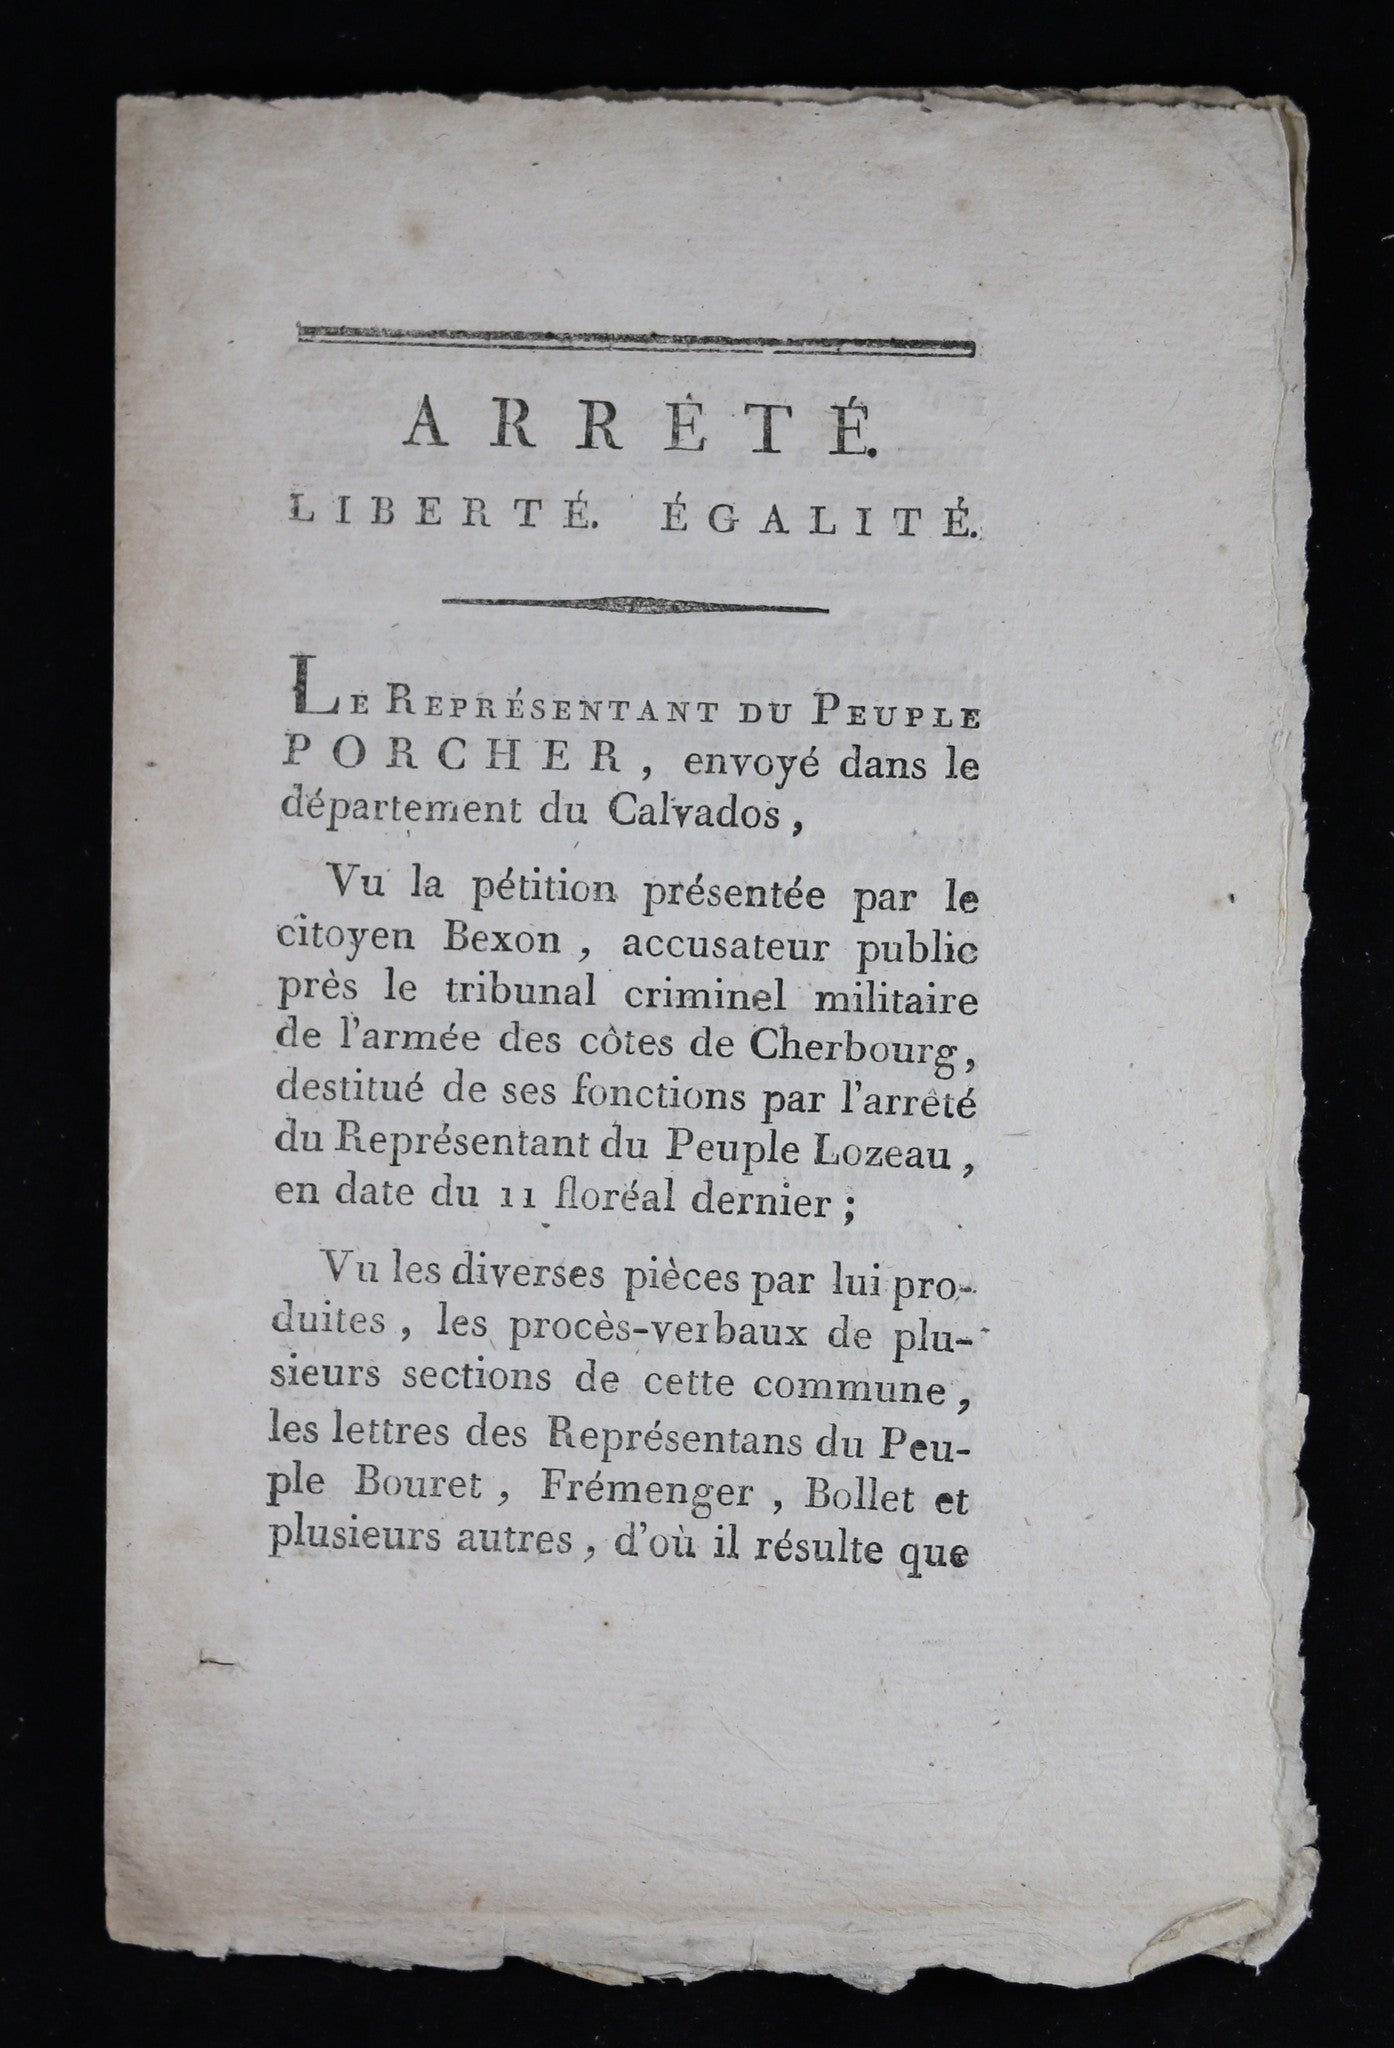 ARRÊTÉ.
LIBERTÉ. ÉGALITÉ.
LE REPRÉSENTANT DU PEUPLE
PORCHER, envoyé dans le
département du Calvados,
Vu la pétition présentée par le
citoyen Bexon, accusateur public
près le tribunal criminel militaire
de l'armée des côtes de Cherbourg,
destitué de ses fonctions par l'arrêté
du Représentant du Peuple Lozeau,
en date du 11 floréal dernier;
Vu les diverses pièces par lui pro-
duites, les procès-verbaux de plu-
sieurs sections de cette commune,
les lettres des Représentans du Peu-
ple Bouret, Frémenger, Bollet et
plusieurs autres, d'où il résulte que